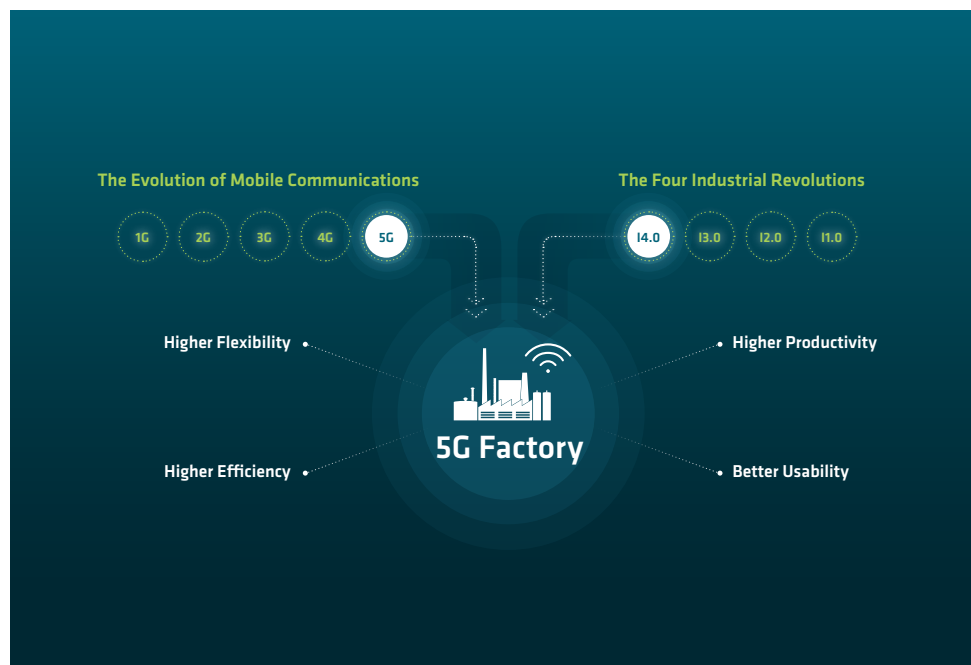 The Evolution of Mobile Communications
The Four Industrial Revolutions
1G 2G 3G 4G 5G
I4.0 I3.0 I2.0 I1.0
Higher Flexibility
Higher Productivity
5G Factory
Higher Efficiency
Better Usability